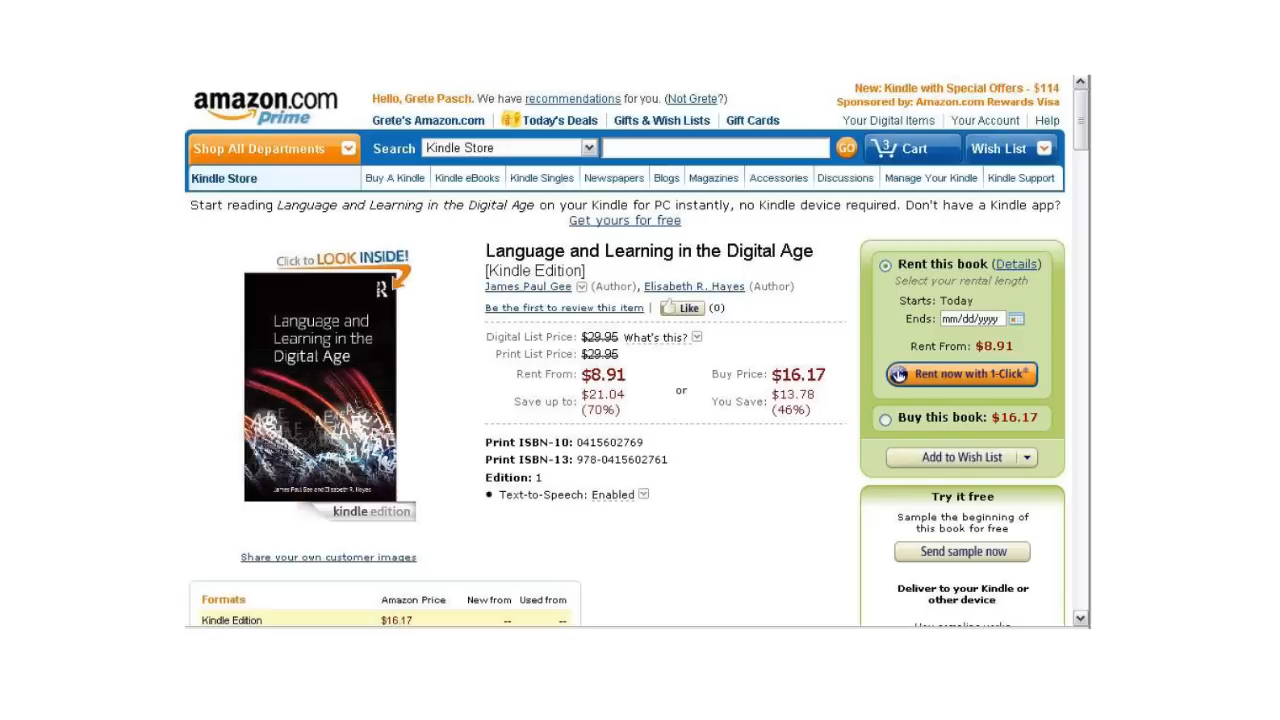 amazon.com
Prime
Hello, Grete Pasch. We have recommendations for you. (Not Grete?)
New: Kindle with Special Offers - $114
Sponsored by: Amazon.com Rewards Visa
Grete's Amazon.com Today's Deals Gifts & Wish Lists Gift Cards Your Digital Items Your Account Help
Shop All Departments Search Kindle Store GO 3 Cart Wish List
Kindle Store Buy A Kindle Kindle eBooks Kindle Singles Newspapers Blogs Magazines Accessories Discussions Manage Your Kindle Kindle Support
Start reading Language and Learning in the Digital Age on your Kindle for PC instantly, no Kindle device required. Don't have a Kindle app?
Get yours for free
Click to LOOK INSIDE!
R
Language and
Learning in the
Digital Age
James Paul Gee and Elisabeth R. Hayes
kindle edition
Share your own customer images
Language and Learning in the Digital Age
[Kindle Edition]
James Paul Gee (Author), Elisabeth R. Hayes (Author)
Be the first to review this item | Like (0)
Digital List Price: $29.95 What's this?
Print List Price: $29.95
Rent From: $8.91 Buy Price: $16.17
or
Save up to: $21.04 You Save: $13.78
(70%) (46%)
Print ISBN-10: 0415602769
Print ISBN-13: 978-0415602761
Edition: 1
Text-to-Speech: Enabled
Rent this book (Details)
Select your rental length
Starts: Today
Ends: mm/dd/yyyy
Rent From: $8.91
Rent now with 1-Click®
Buy this book: $16.17
Add to Wish List
Try it free
Sample the beginning of
this book for free
Send sample now
Deliver to your Kindle or
other device
Formats Amazon Price New from Used from
Kindle Edition $16.17 -- --